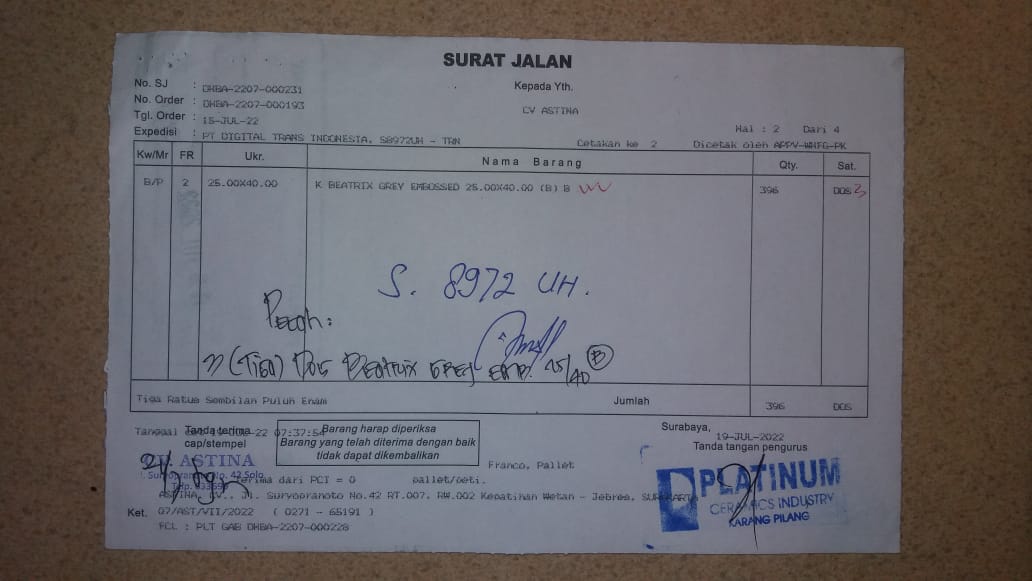 SURAT JALAN
No. SJ : DHBA-2207-000231
Kepada Yth.
No. Order : DHBA-2207-000193
CV ASTINA
Tgl. Order : 15-JUL-22
Hal : 2 Dari 4
Expedisi : PT DIGITAL TRANS INDONESIA, S8972UH - TRN
Cetakan ke 2 Dicetak oleh APPV-WHFG-PK
Kw/Mr FR Ukr. Nama Barang Qty. Sat.
B/P 2 25.00X40.00 K BEATRIX GREY EMBOSSED 25.00X40.00 (B) B 396 DOS 3
S. 8972 UH.
Pecah:
(Tiga) Dos Beatrix Grey Emb. 25/40 B
Tiga Ratus Sembilan Puluh Enam Jumlah 396 DOS
Tanggal 22 07:37:54
Tanda terima
cap/stempel
Barang harap diperiksa
Barang yang telah diterima dengan baik
tidak dapat dikembalikan
Surabaya,
19-JUL-2022
Tanda tangan pengurus
CV. ASTINA
Suryopranoto No. 42 Solo
Telp.
Franco, Pallet
terima dari PCI = 0 pallet/peti.
ASTINA, CV., Jl. Suryopranoto No.42 RT.007, RW.002 Kepatihan Wetan - Jebres, SURAKARTA
Ket. 07/AST/VII/2022 ( 0271 - 65191 )
FCL : PLT GAB DHBA-2207-000228
PLATINUM
CERAMICS INDUSTRY
KARANG PILANG